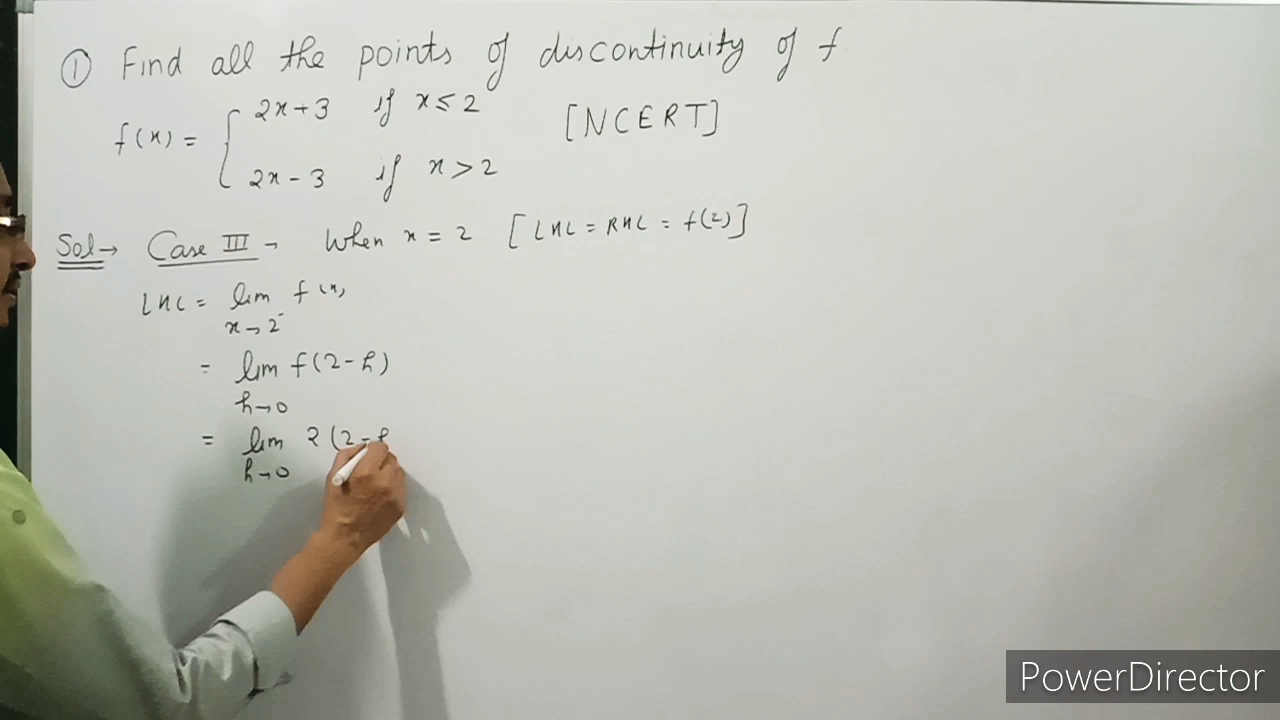 ① Find all the points of discontinuity of f.
f(x) = { 2x+3 if x ≤ 2 [NCERT]
2x-3 if x > 2
Sol→ Case III → When x = 2 [LHL = RHL = f(2)]
LHL = lim f(x)
x→2⁻
= lim f(2-h)
h→0
= lim 2(2-h
h→0
PowerDirector